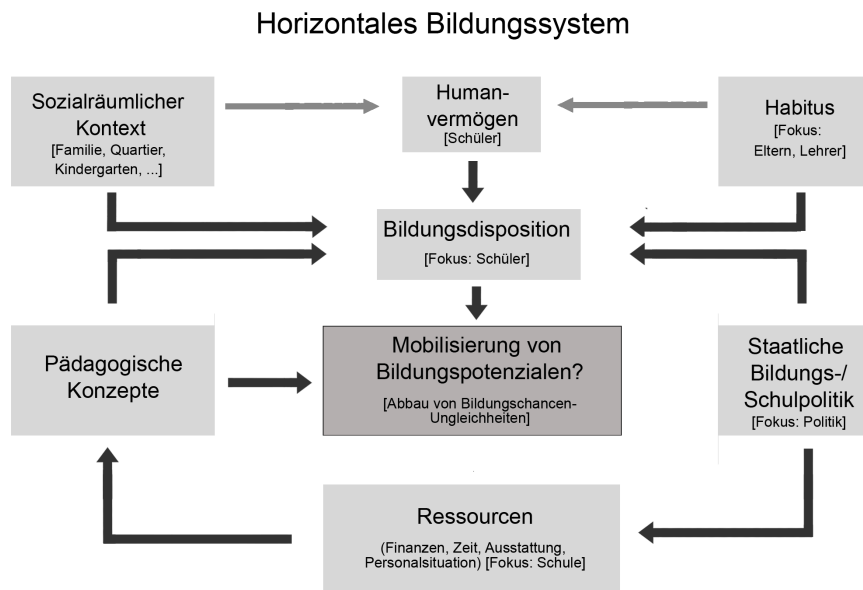 Horizontales Bildungssystem
Sozialräumlicher
Kontext
[Familie, Quartier,
Kindergarten, ...]
Human-
vermögen
[Schüler]
Habitus
[Fokus:
Eltern, Lehrer]
Bildungsdisposition
[Fokus: Schüler]
Pädagogische
Konzepte
Mobilisierung von
Bildungspotenzialen?
[Abbau von Bildungschancen-
Ungleichheiten]
Staatliche
Bildungs-/
Schulpolitik
[Fokus: Politik]
Ressourcen
(Finanzen, Zeit, Ausstattung,
Personalsituation) [Fokus: Schule]